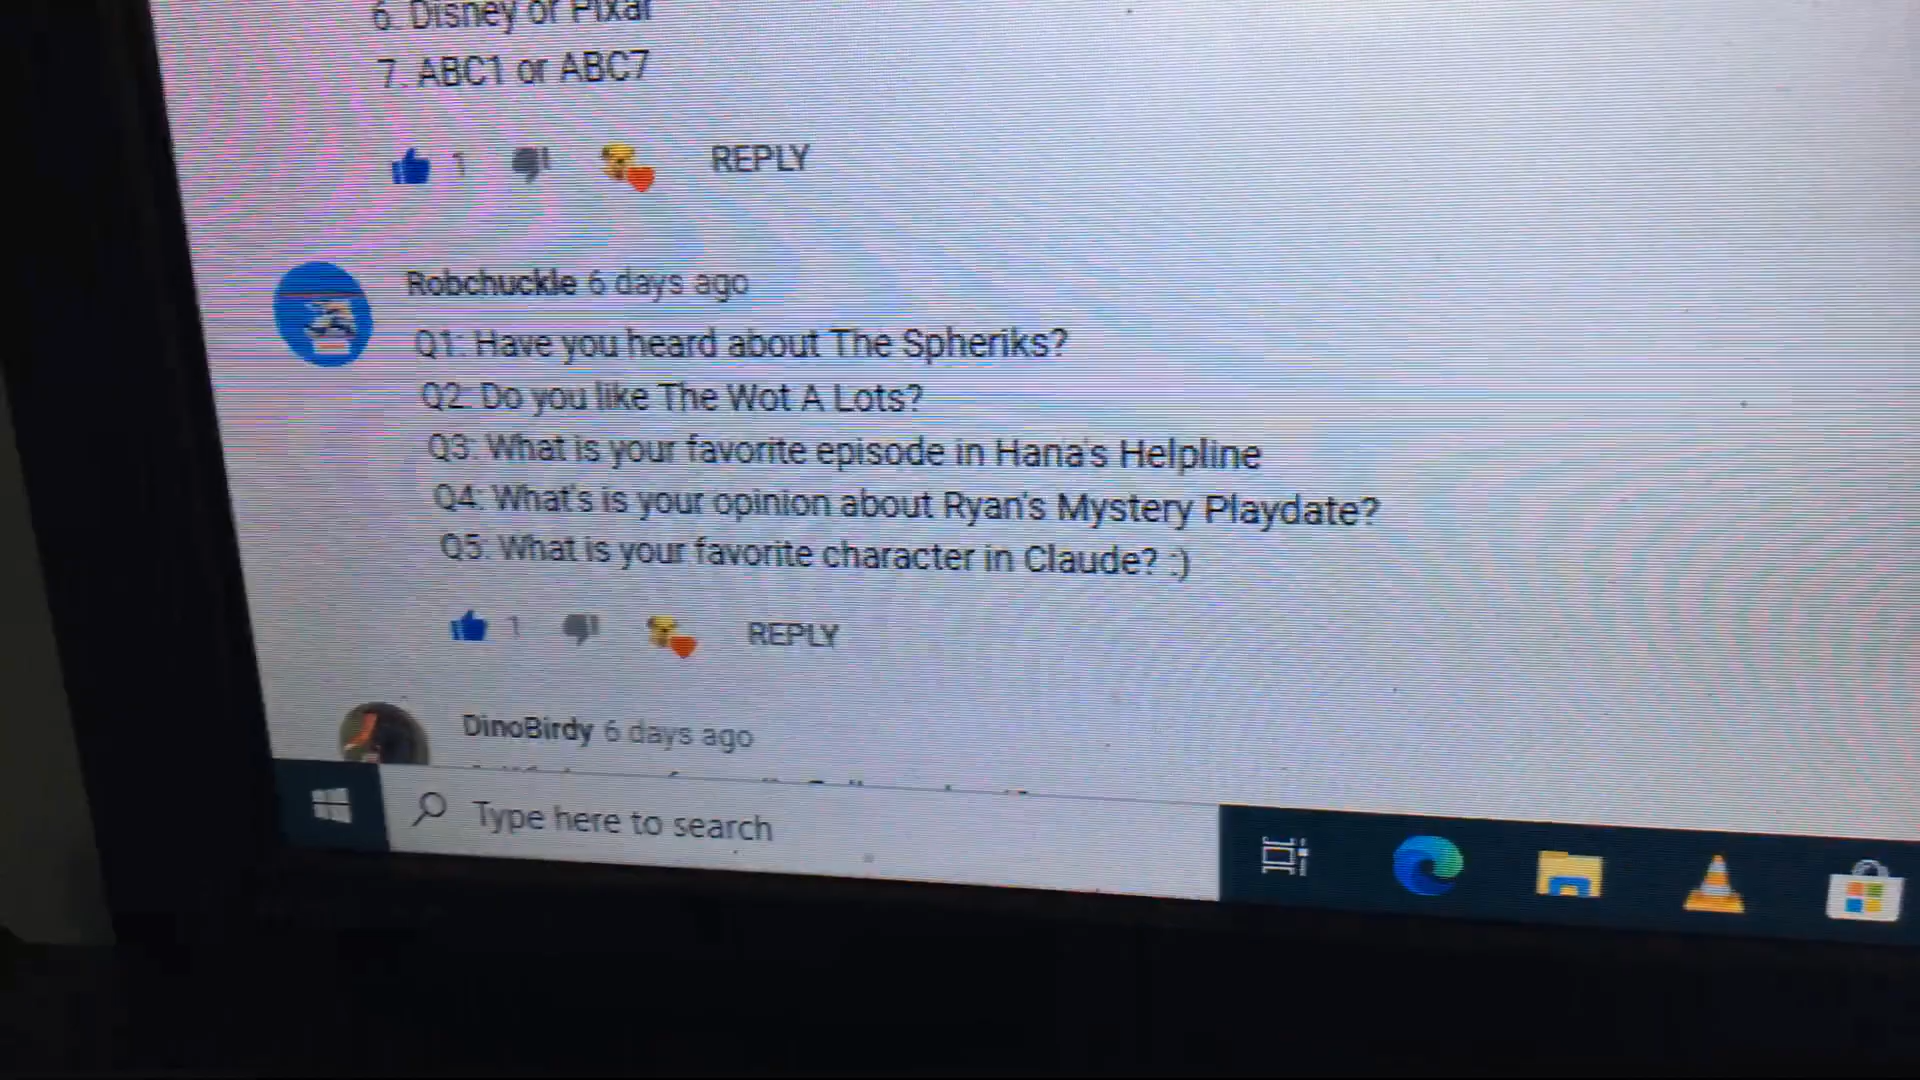 6. Disney or Pixar
7. ABC1 or ABC7
1
REPLY
Robchuckle 6 days ago
Q1: Have you heard about The Spheriks?
Q2: Do you like The Wot A Lots?
Q3: What is your favorite episode in Hana's Helpline
Q4: What's is your opinion about Ryan's Mystery Playdate?
Q5: What is your favorite character in Claude? :)
1
REPLY
DinoBirdy 6 days ago
Type here to search